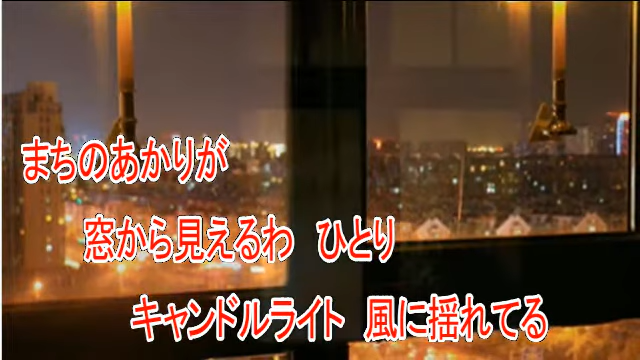 まちのあかりが
窓から見えるわ　ひとり
キャンドルライト　風に揺れてる